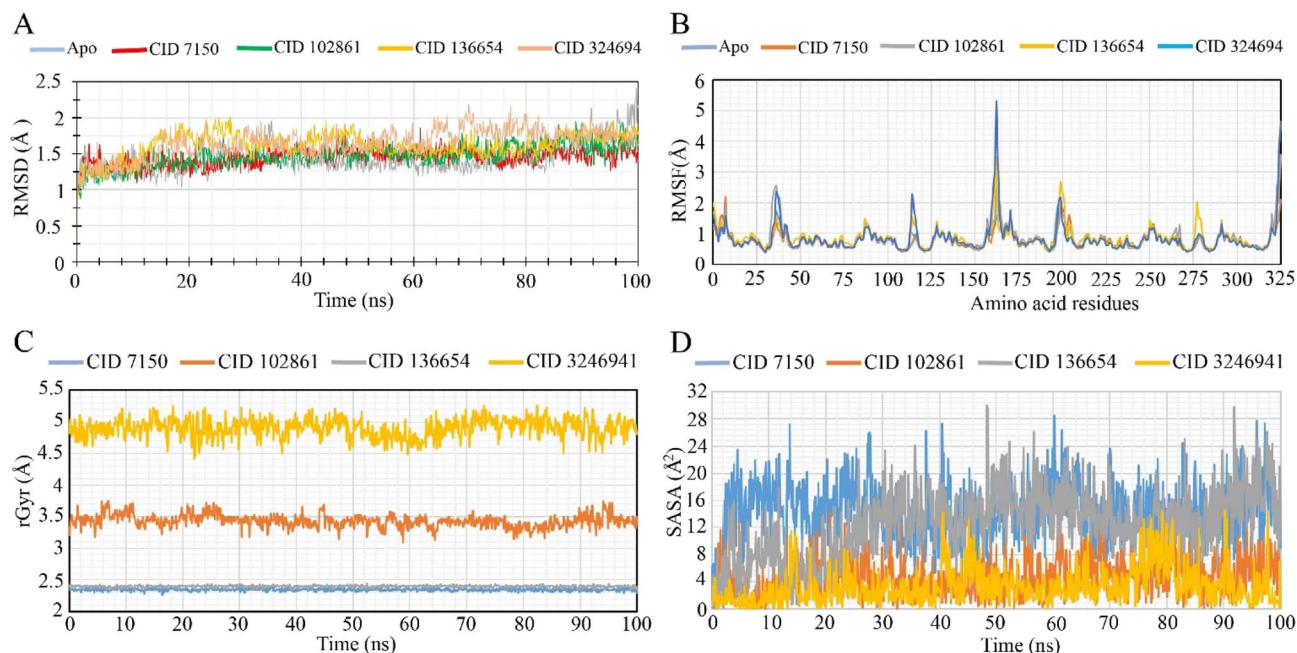 A
Apo CID 7150 CID 102861 CID 136654 CID 324694
RMSD (Å)
2.5
2
1.5
1
0.5
0
0 20 40 60 80 100
Time (ns)
B
Apo CID 7150 CID 102861 CID 136654 CID 324694
RMSF(Å)
6
5
4
3
2
1
0
0 25 50 75 100 125 150 175 200 225 250 275 300 325
Amino acid residues
C
CID 7150 CID 102861 CID 136654 CID 3246941
rGyr (Å)
5.5
5
4.5
4
3.5
3
2.5
2
0 10 20 30 40 50 60 70 80 90 100
Time (ns)
D
CID 7150 CID 102861 CID 136654 CID 3246941
SASA (Å²)
32
28
24
20
16
12
8
4
0
0 10 20 30 40 50 60 70 80 90 100
Time (ns)